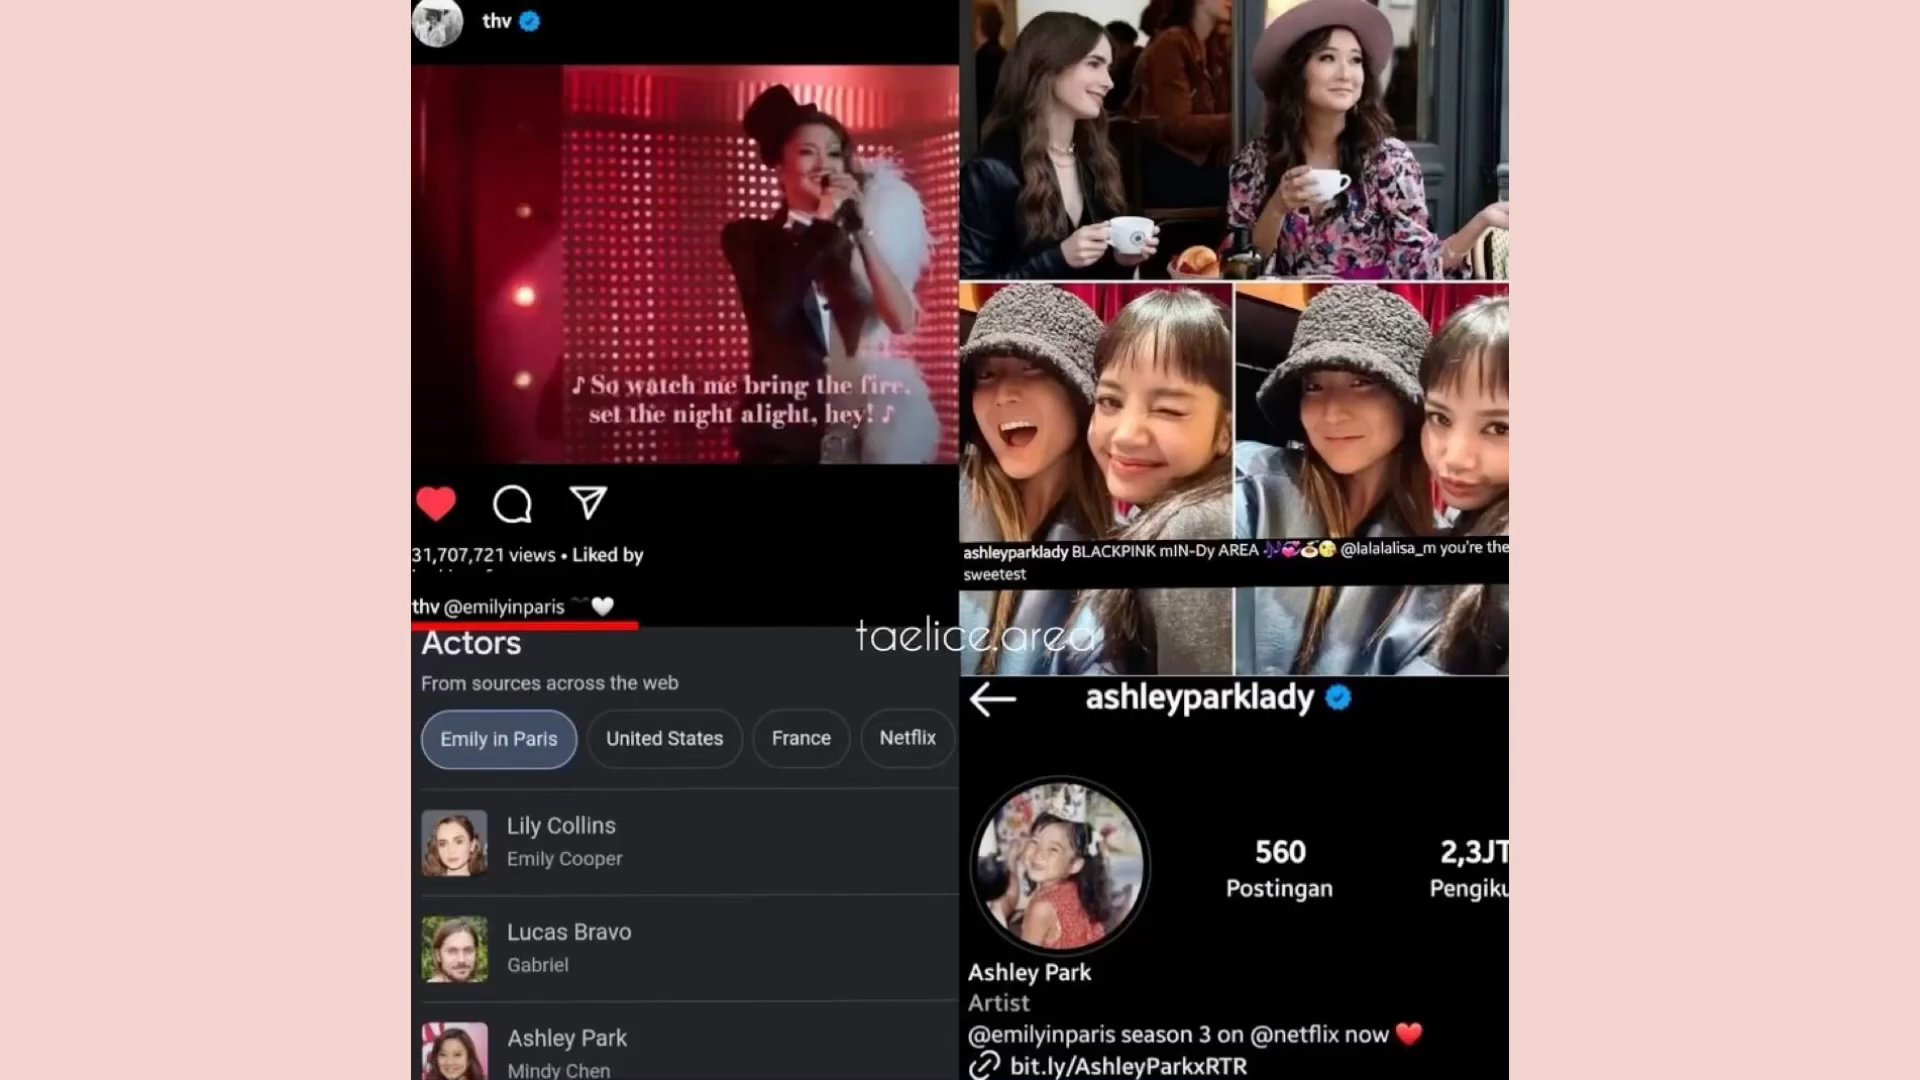 thv
♪ So watch me bring the fire,
set the night alight, hey! ♪
31,707,721 views • Liked by
thv @emilyinparis 🤍
Actors
From sources across the web
Emily in Paris
United States
France
Netflix
Lily Collins
Emily Cooper
Lucas Bravo
Gabriel
Ashley Park
Mindy Chen
ashleyparklady BLACKPINK mIN-Dy AREA @lalalalisa_m you're the
sweetest
taelice.area
ashleyparklady
560
Postingan
2,3JT
Pengiku
Ashley Park
Artist
@emilyinparis season 3 on @netflix now ❤️
bit.ly/AshleyParkxRTR